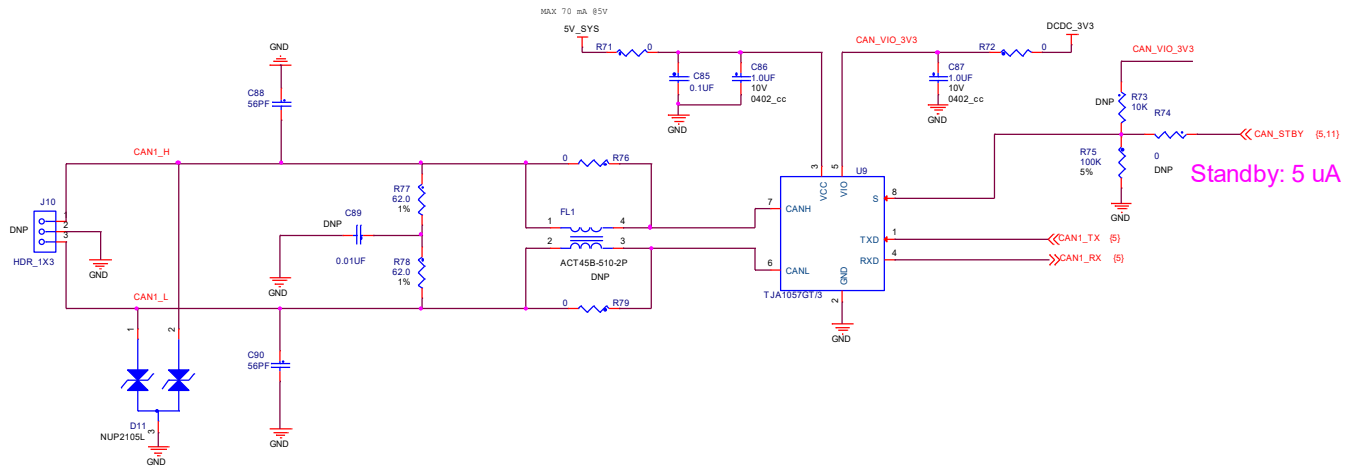 MAX 70 mA @5V
5V_SYS
DCDC_3V3
GND
R71
0
CAN_VIO_3V3
R72
0
CAN_VIO_3V3
C88
56PF
C85
0.1UF
C86
1.0UF
10V
0402_cc
C87
1.0UF
10V
0402_cc
GND
GND
DNP
R73
10K
R74
CAN_STBY {5,11}
0
DNP
R75
100K
5%
GND
Standby: 5 uA
CAN1_H
0
R76
3
5
U9
VCC
VIO
S
8
J10
DNP
1
2
3
HDR_1X3
GND
R77
62.0
1%
C89
DNP
0.01UF
GND
R78
62.0
1%
FL1
1
4
2
3
ACT45B-510-2P
DNP
7
CANH
6
CANL
TXD
1
CAN1_TX {5}
RXD
4
CAN1_RX {5}
GND
TJA1057GT/3
2
GND
CAN1_L
0
R79
1
2
C90
56PF
GND
D11
3
NUP2105L
GND